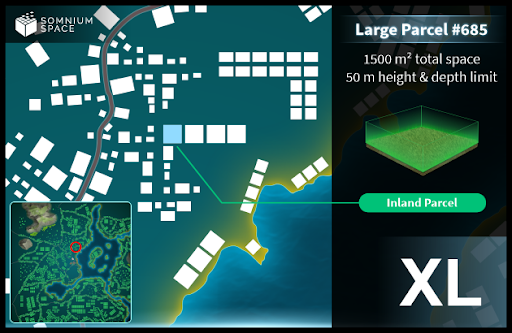 SOMNIUM
SPACE
Large Parcel #685
1500 m² total space
50 m height & depth limit
Inland Parcel
XL